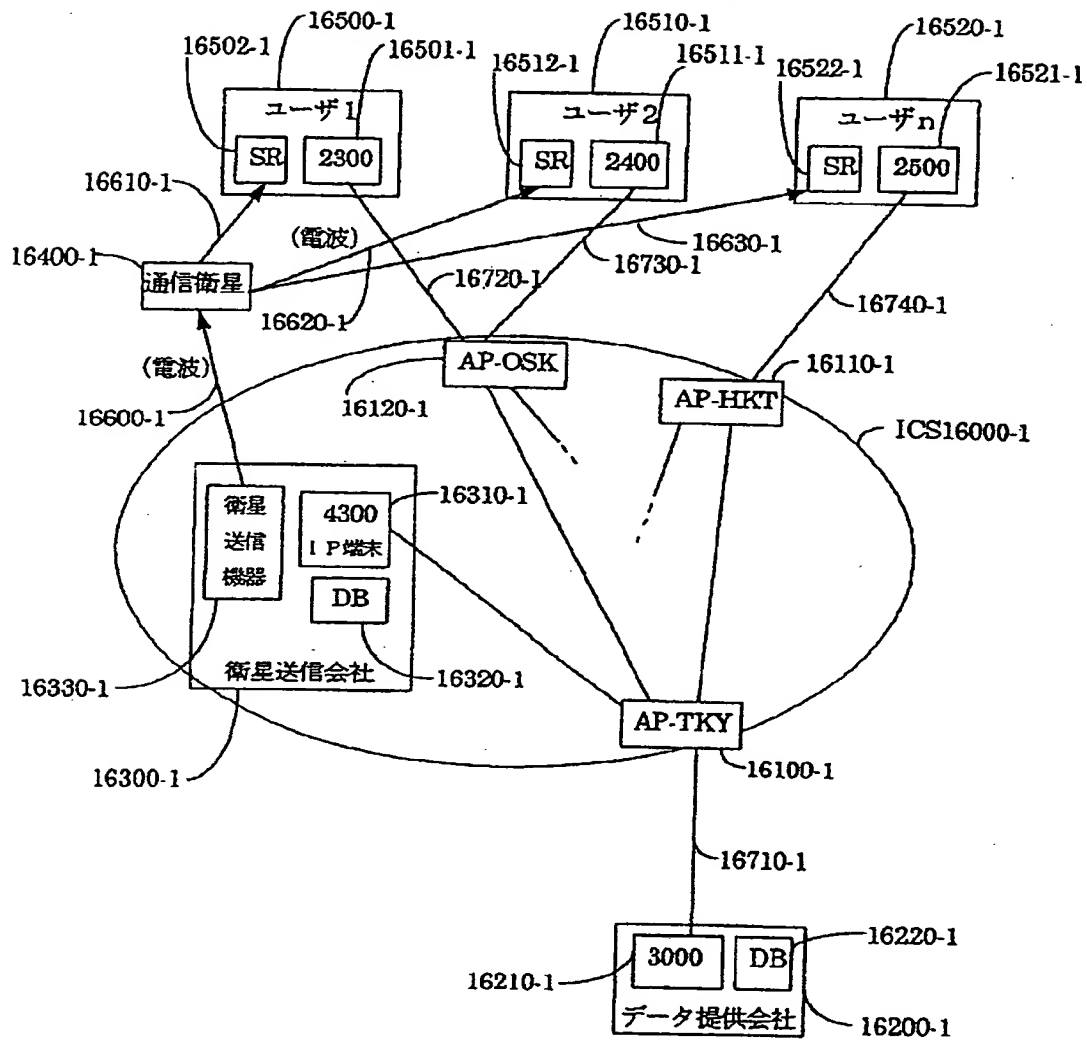 16500-1
16510-1
16520-1
16502-1
16501-1
16512-1
16511-1
16522-1
16521-1
ユーザ1
SR
2300
ユーザ2
SR
2400
ユーザn
SR
2500
16610-1
(電波)
16630-1
16400-1
通信衛星
16720-1
16730-1
16620-1
16740-1
(電波)
16600-1
AP-OSK
16120-1
AP-HKT
16110-1
ICS16000-1
衛星
送信
機器
4300
IP端末
16310-1
DB
衛星送信会社
16320-1
16330-1
16300-1
AP-TKY
16100-1
16710-1
3000
DB
16220-1
16210-1
データ提供会社
16200-1